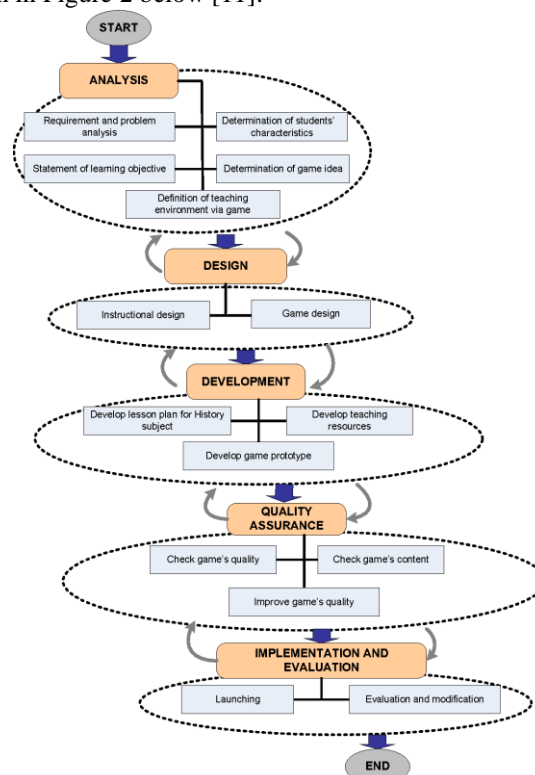 in Figure 2 below [11].
START
ANALYSIS
Requirement and problem
analysis
Determination of students'
characteristics
Statement of learning objective
Determination of game idea
Definition of teaching
environment via game
DESIGN
Instructional design
Game design
DEVELOPMENT
Develop lesson plan for History
subject
Develop teaching
resources
Develop game prototype
QUALITY
ASSURANCE
Check game's quality
Check game's content
Improve game's quality
IMPLEMENTATION AND
EVALUATION
Launching
Evaluation and modification
END